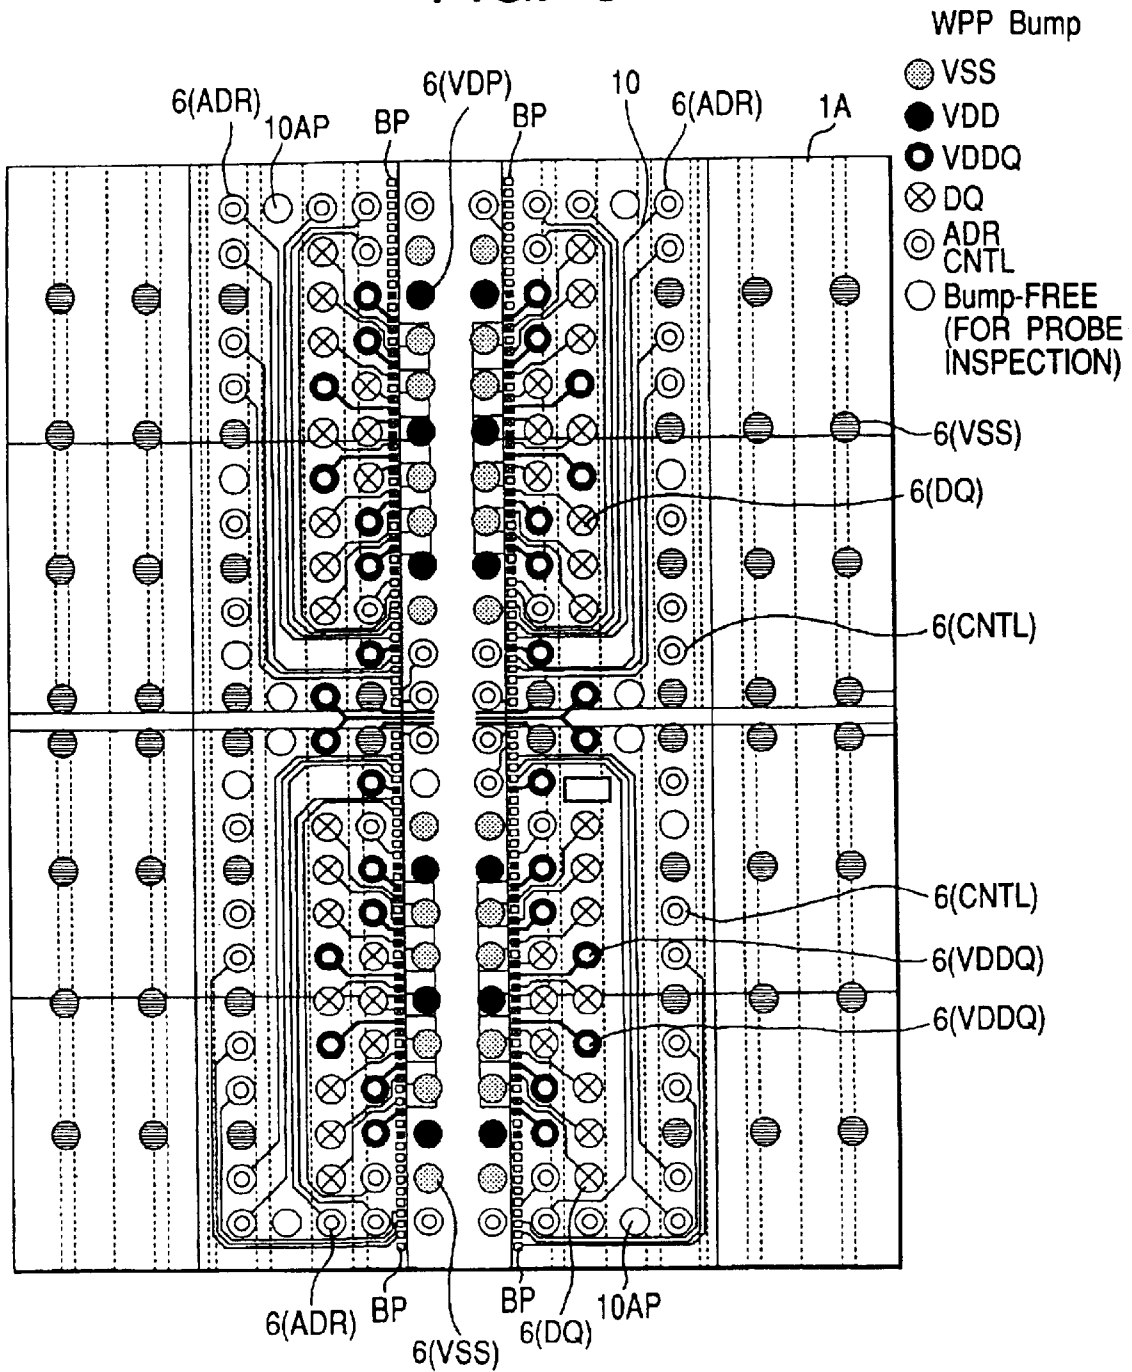 WPP Bump
VSS
VDD
VDDQ
DQ
ADR
CNTL
Bump-FREE
(FOR PROBE
INSPECTION)
6(ADR)
10AP
BP
6(VDP)
BP
10
6(ADR)
1A
6(VSS)
6(DQ)
6(CNTL)
6(CNTL)
6(VDDQ)
6(VDDQ)
6(ADR)
BP
6(VSS)
BP
6(DQ)
10AP